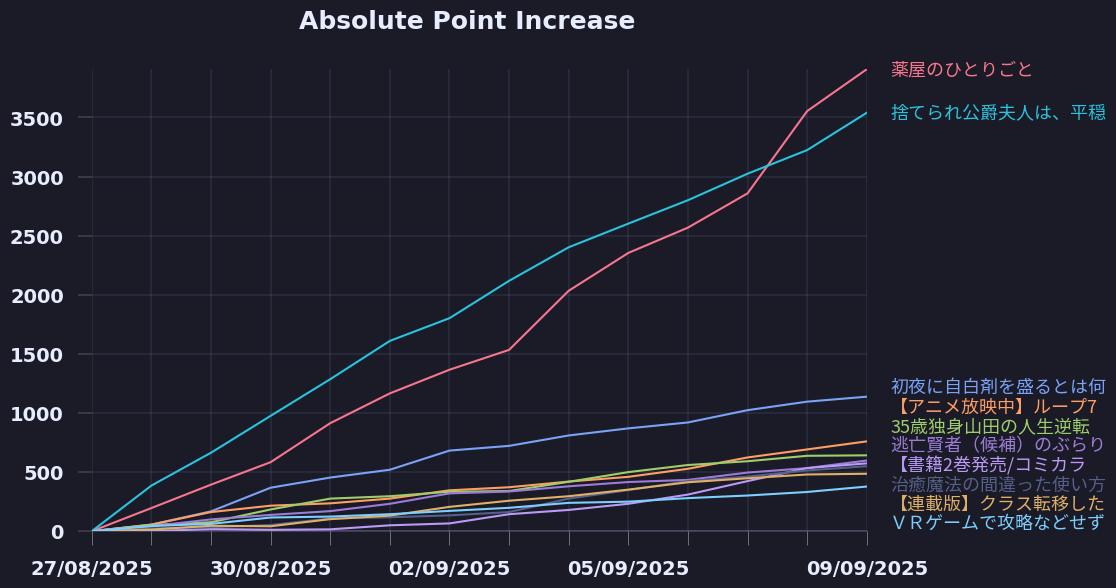 Absolute Point Increase
薬屋のひとりごと
捨てられ公爵夫人は、平穏
3500
3000
2500
2000
1500
1000
500
0
初夜に自白剤を盛るとは何
【アニメ放映中】ループ7
35歳独身山田の人生逆転
逃亡賢者（候補）のぶらり
【書籍2巻発売/コミカラ
治癒魔法の間違った使い方
【連載版】クラス転移した
ＶＲゲームで攻略などせず
27/08/2025 30/08/2025 02/09/2025 05/09/2025 09/09/2025